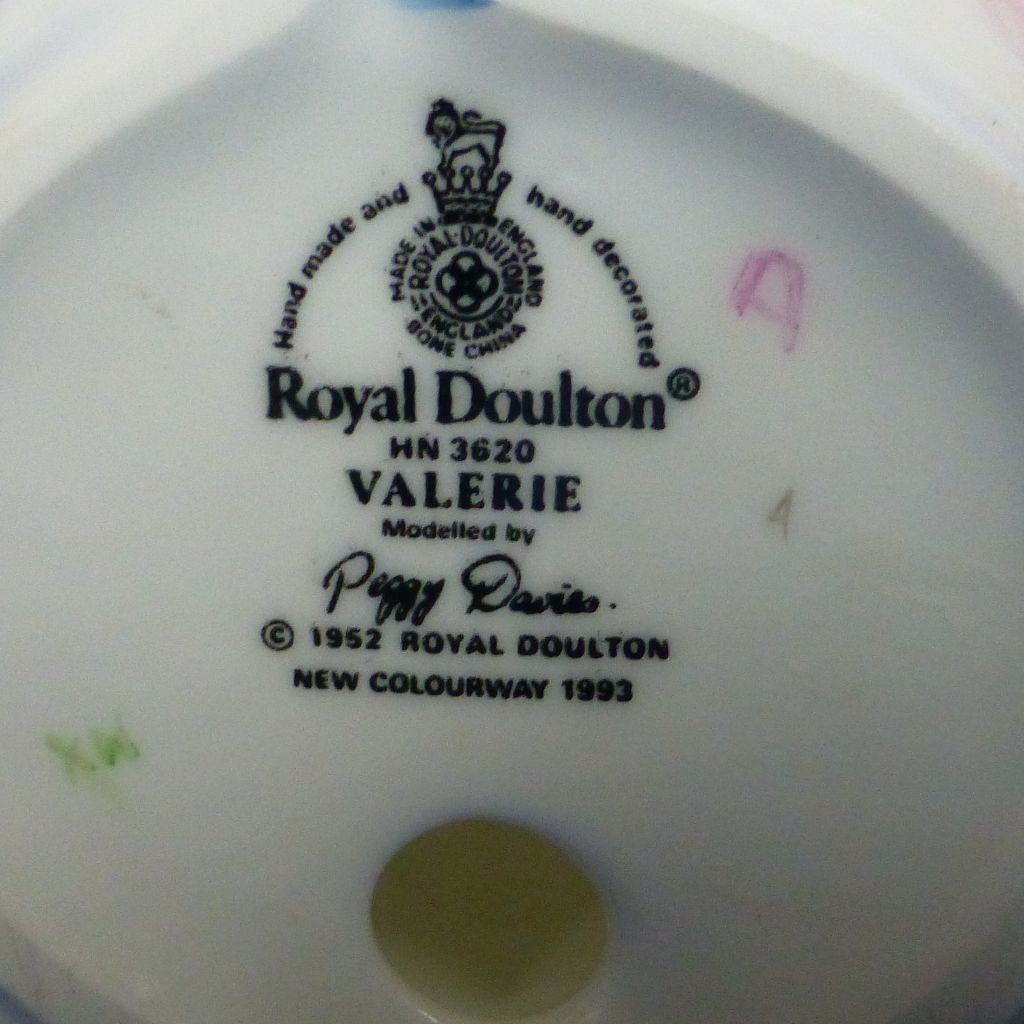 Hand made and hand decorated
MADE IN ENGLAND
ROYAL·DOULTON
ENGLAND
BONE CHINA
Royal Doulton®
HN 3620
VALERIE
Modelled by
Peggy Davies.
© 1952 ROYAL DOULTON
NEW COLOURWAY 1993